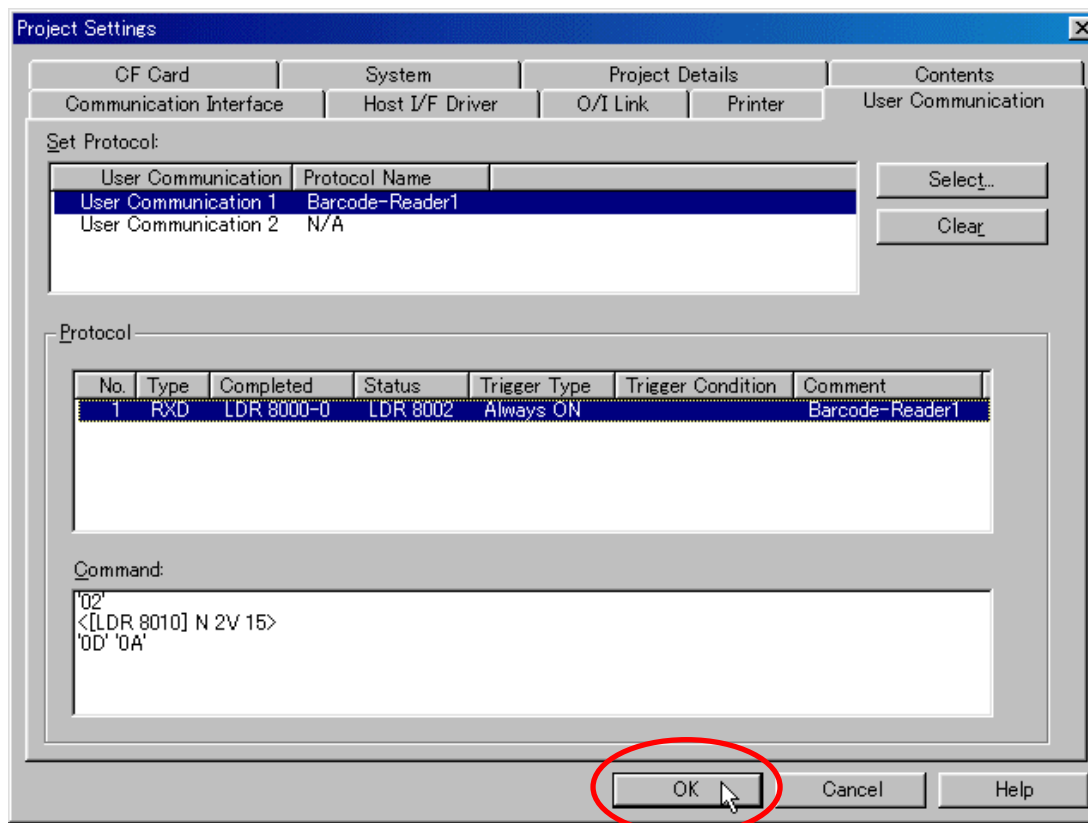 Project Settings
CF Card System Project Details Contents
Communication Interface Host I/F Driver O/I Link Printer User Communication
Set Protocol:
User Communication Protocol Name
User Communication 1 Barcode-Reader1
User Communication 2 N/A
Select...
Clear
Protocol
No. Type Completed Status Trigger Type Trigger Condition Comment
1 RXD LDR 8000-0 LDR 8002 Always ON Barcode-Reader1
Command:
'02'
<[LDR 8010] N 2V 15>
'0D' '0A'
OK Cancel Help